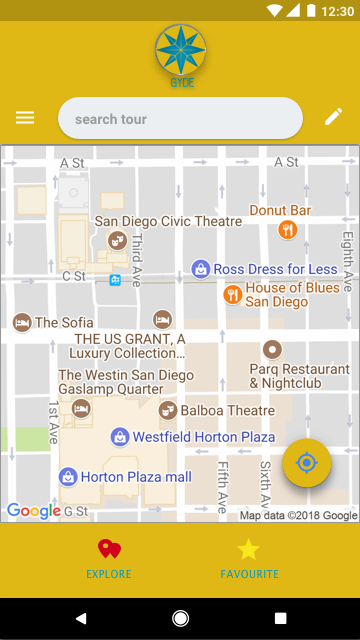 12:30
GYDE
search tour
A St
A St
San Diego Civic Theatre
Donut Bar
Third Ave
Eighth Ave
C St
Ross Dress for Less
House of Blues
San Diego
The Sofia
THE US GRANT, A
Luxury Collection...
Parq Restaurant
& Nightclub
The Westin San Diego
Gaslamp Quarter
1st Ave
Balboa Theatre
Westfield Horton Plaza
Horton Plaza mall
Fifth Ave
Sixth Ave
Google
G St
Map data ©2018 Google
EXPLORE
FAVOURITE